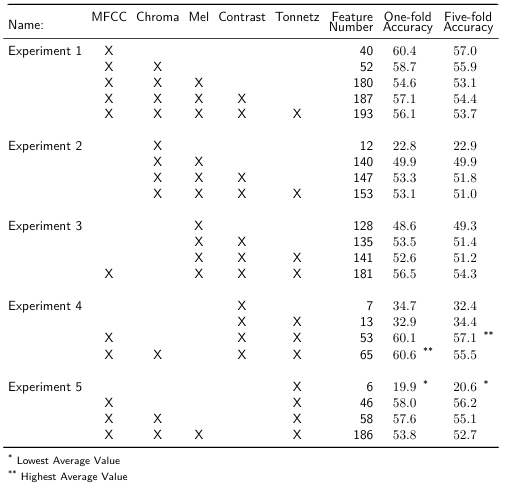 MFCC Chroma Mel Contrast Tonnetz Feature One-fold Five-fold
Name: Number Accuracy Accuracy
Experiment 1 X 40 60.4 57.0
X X 52 58.7 55.9
X X X 180 54.6 53.1
X X X X 187 57.1 54.4
X X X X X 193 56.1 53.7
Experiment 2 X 12 22.8 22.9
X X 140 49.9 49.9
X X X 147 53.3 51.8
X X X X 153 53.1 51.0
Experiment 3 X 128 48.6 49.3
X X 135 53.5 51.4
X X X 141 52.6 51.2
X X X X 181 56.5 54.3
Experiment 4 X 7 34.7 32.4
X X 13 32.9 34.4
X X X 53 60.1 57.1 **
X X X X 65 60.6 ** 55.5
Experiment 5 X 6 19.9 * 20.6 *
X X 46 58.0 56.2
X X X 58 57.6 55.1
X X X X 186 53.8 52.7
* Lowest Average Value
** Highest Average Value